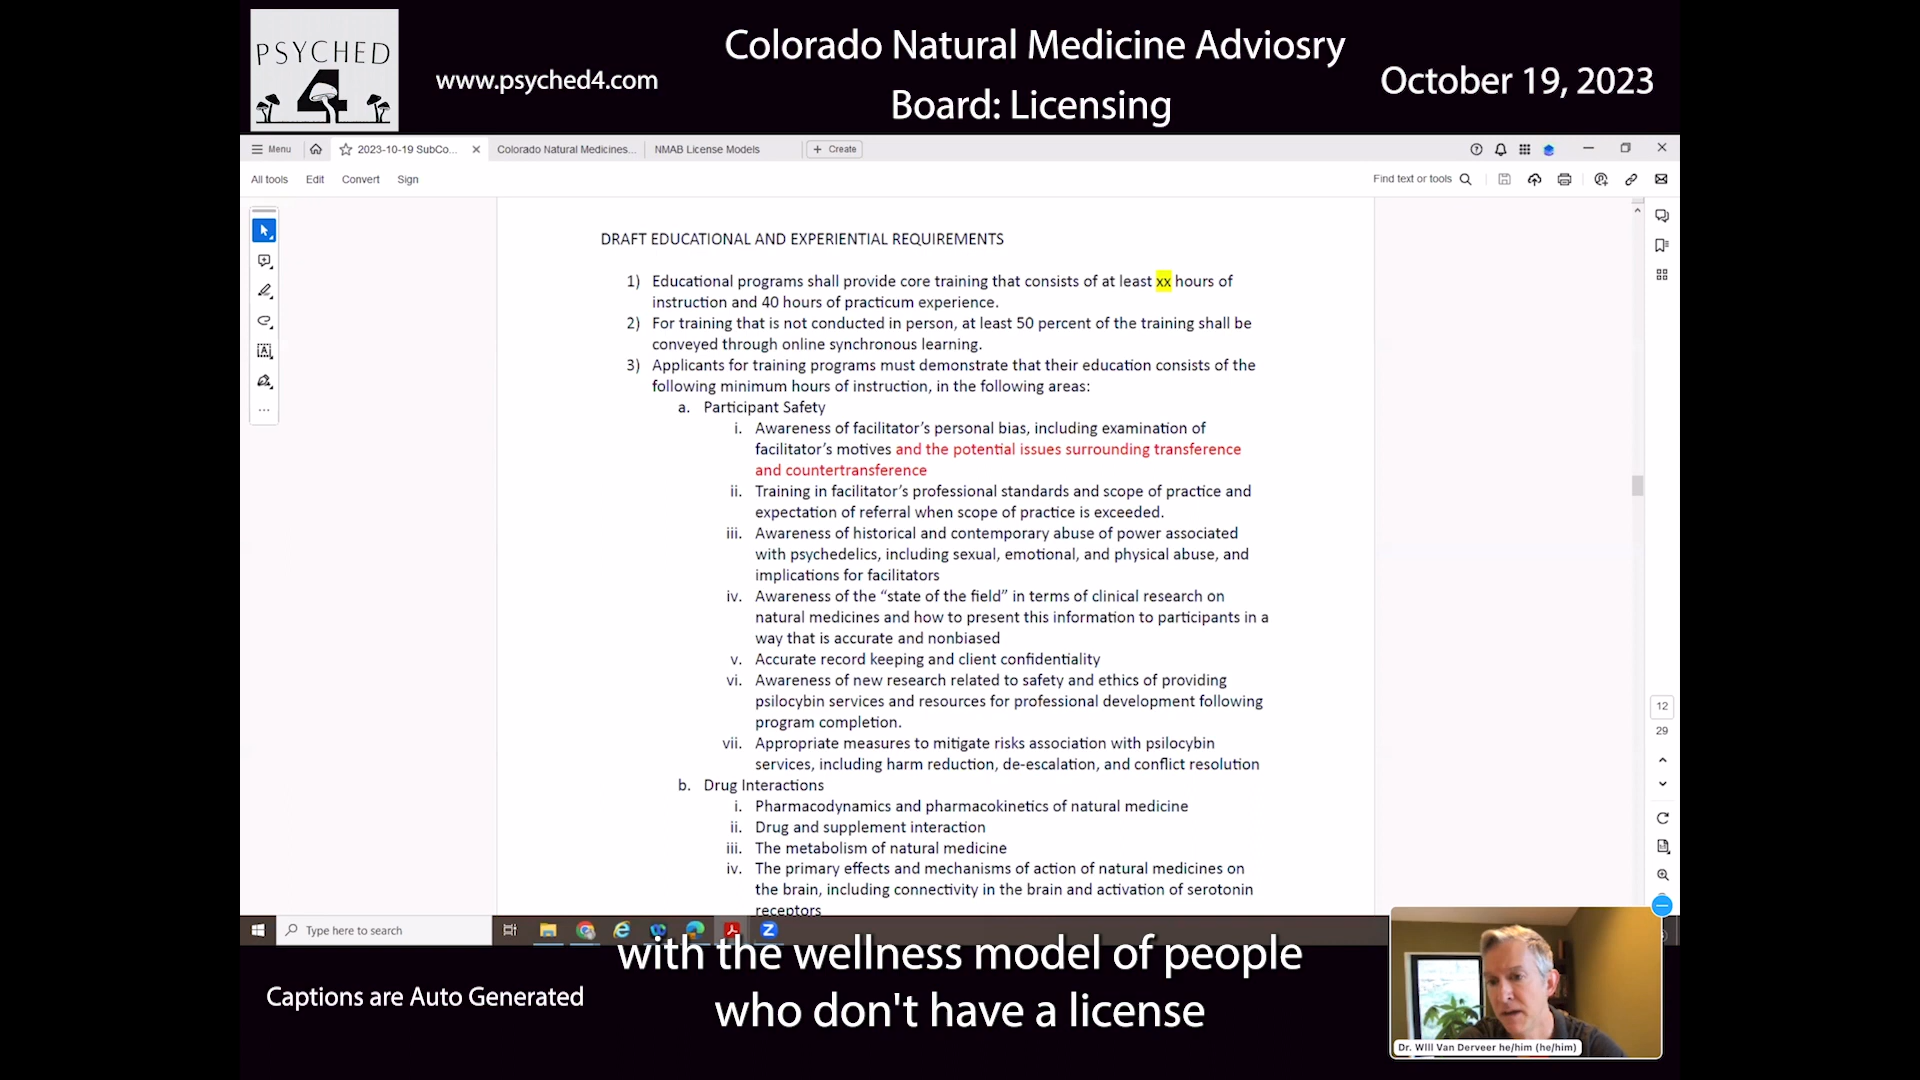 PSYCHED
4
www.psyched4.com
Colorado Natural Medicine Adviosry
Board: Licensing
October 19, 2023
Menu
2023-10-19 SubCo...
Colorado Natural Medicines...
NMAB License Models
Create
All tools
Edit
Convert
Sign
Find text or tools
DRAFT EDUCATIONAL AND EXPERIENTIAL REQUIREMENTS
1) Educational programs shall provide core training that consists of at least xx hours of
instruction and 40 hours of practicum experience.
2) For training that is not conducted in person, at least 50 percent of the training shall be
conveyed through online synchronous learning.
3) Applicants for training programs must demonstrate that their education consists of the
following minimum hours of instruction, in the following areas:
a. Participant Safety
i. Awareness of facilitator’s personal bias, including examination of
facilitator’s motives and the potential issues surrounding transference
and countertransference
ii. Training in facilitator’s professional standards and scope of practice and
expectation of referral when scope of practice is exceeded.
iii. Awareness of historical and contemporary abuse of power associated
with psychedelics, including sexual, emotional, and physical abuse, and
implications for facilitators
iv. Awareness of the “state of the field” in terms of clinical research on
natural medicines and how to present this information to participants in a
way that is accurate and nonbiased
v. Accurate record keeping and client confidentiality
vi. Awareness of new research related to safety and ethics of providing
psilocybin services and resources for professional development following
program completion.
vii. Appropriate measures to mitigate risks association with psilocybin
services, including harm reduction, de-escalation, and conflict resolution
b. Drug Interactions
i. Pharmacodynamics and pharmacokinetics of natural medicine
ii. Drug and supplement interaction
iii. The metabolism of natural medicine
iv. The primary effects and mechanisms of action of natural medicines on
the brain, including connectivity in the brain and activation of serotonin
receptors
12
29
Type here to search
with the wellness model of people
who don't have a license
Captions are Auto Generated
Dr. Will Van Derveer he/him (he/him)